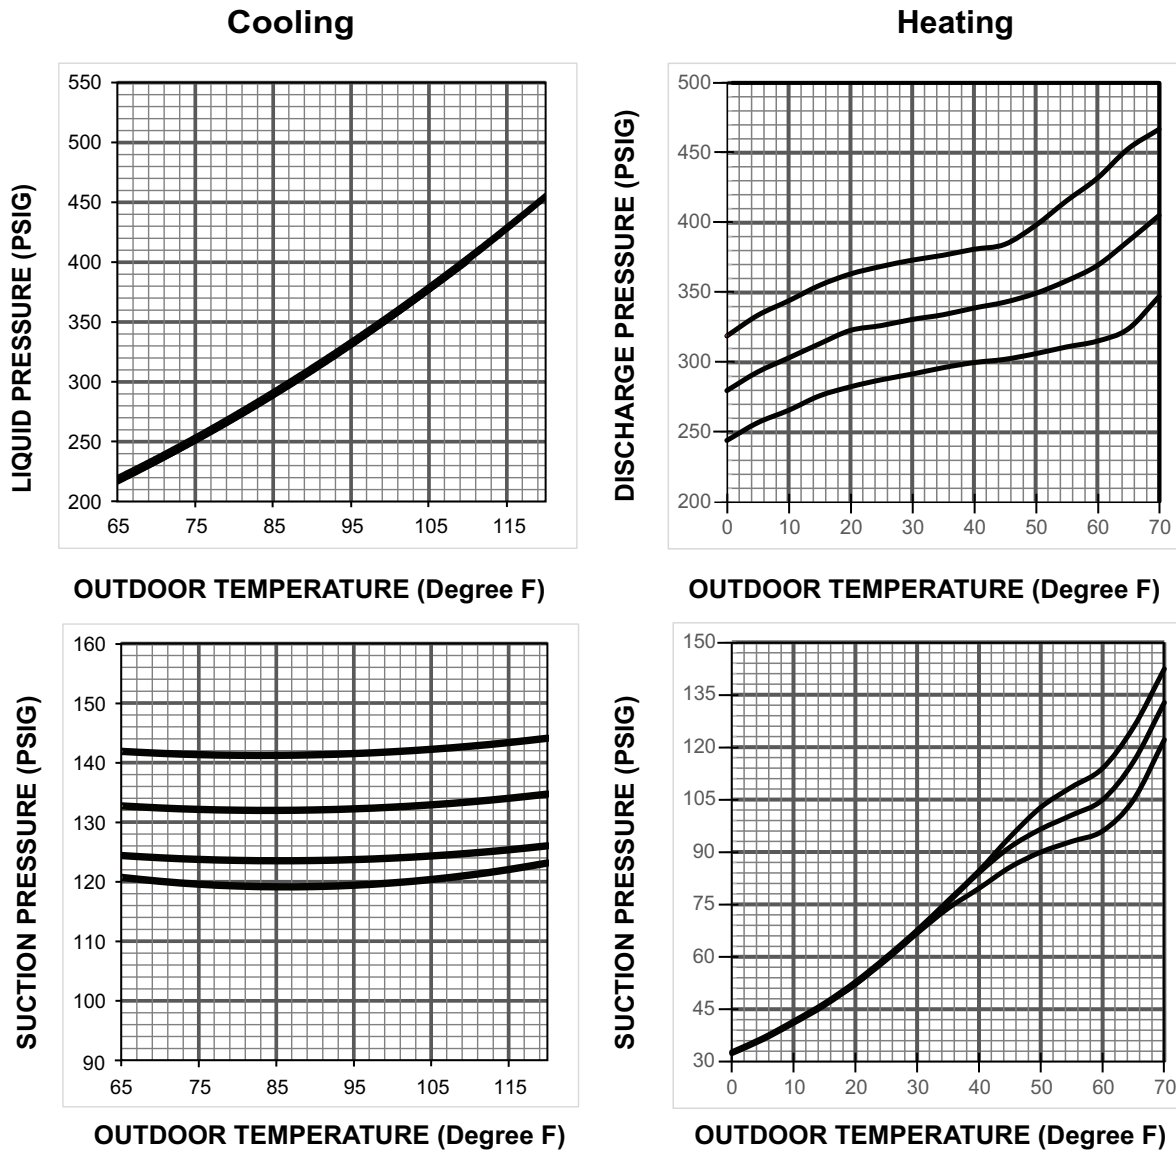 Cooling
Heating
LIQUID PRESSURE (PSIG)
550
500
450
400
350
300
250
200
65 75 85 95 105 115
OUTDOOR TEMPERATURE (Degree F)
DISCHARGE PRESSURE (PSIG)
500
450
400
350
300
250
200
0 10 20 30 40 50 60 70
OUTDOOR TEMPERATURE (Degree F)
SUCTION PRESSURE (PSIG)
160
150
140
130
120
110
100
90
65 75 85 95 105 115
OUTDOOR TEMPERATURE (Degree F)
SUCTION PRESSURE (PSIG)
150
135
120
105
90
75
60
45
30
0 10 20 30 40 50 60 70
OUTDOOR TEMPERATURE (Degree F)